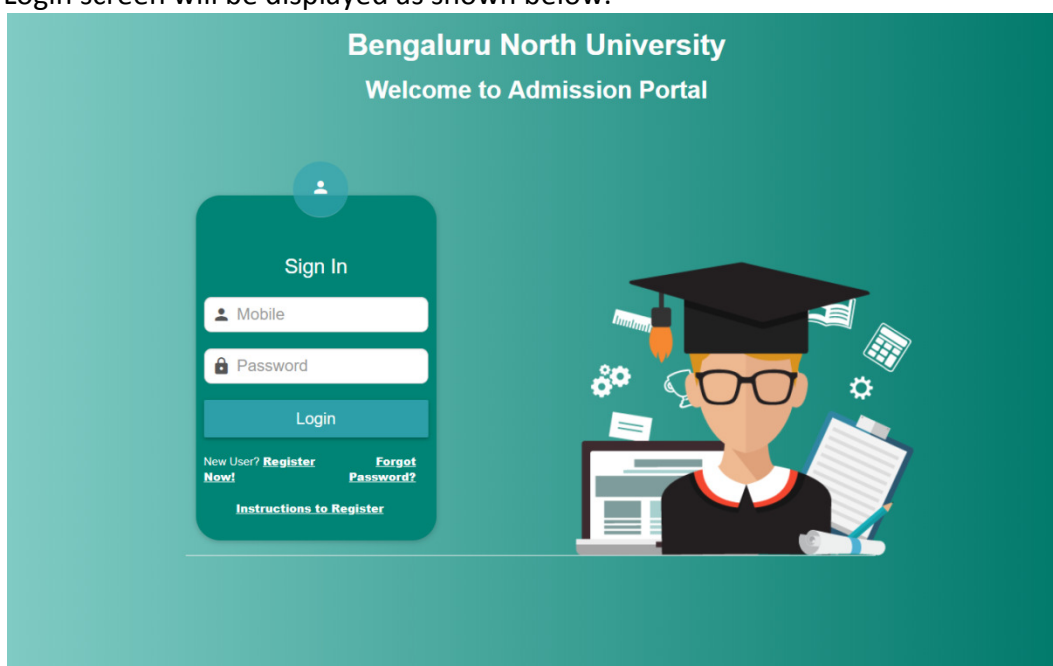 Login screen will be displayed as shown below.
Bengaluru North University
Welcome to Admission Portal
Sign In
Mobile
Password
Login
New User? Register Now!
Forgot Password?
Instructions to Register